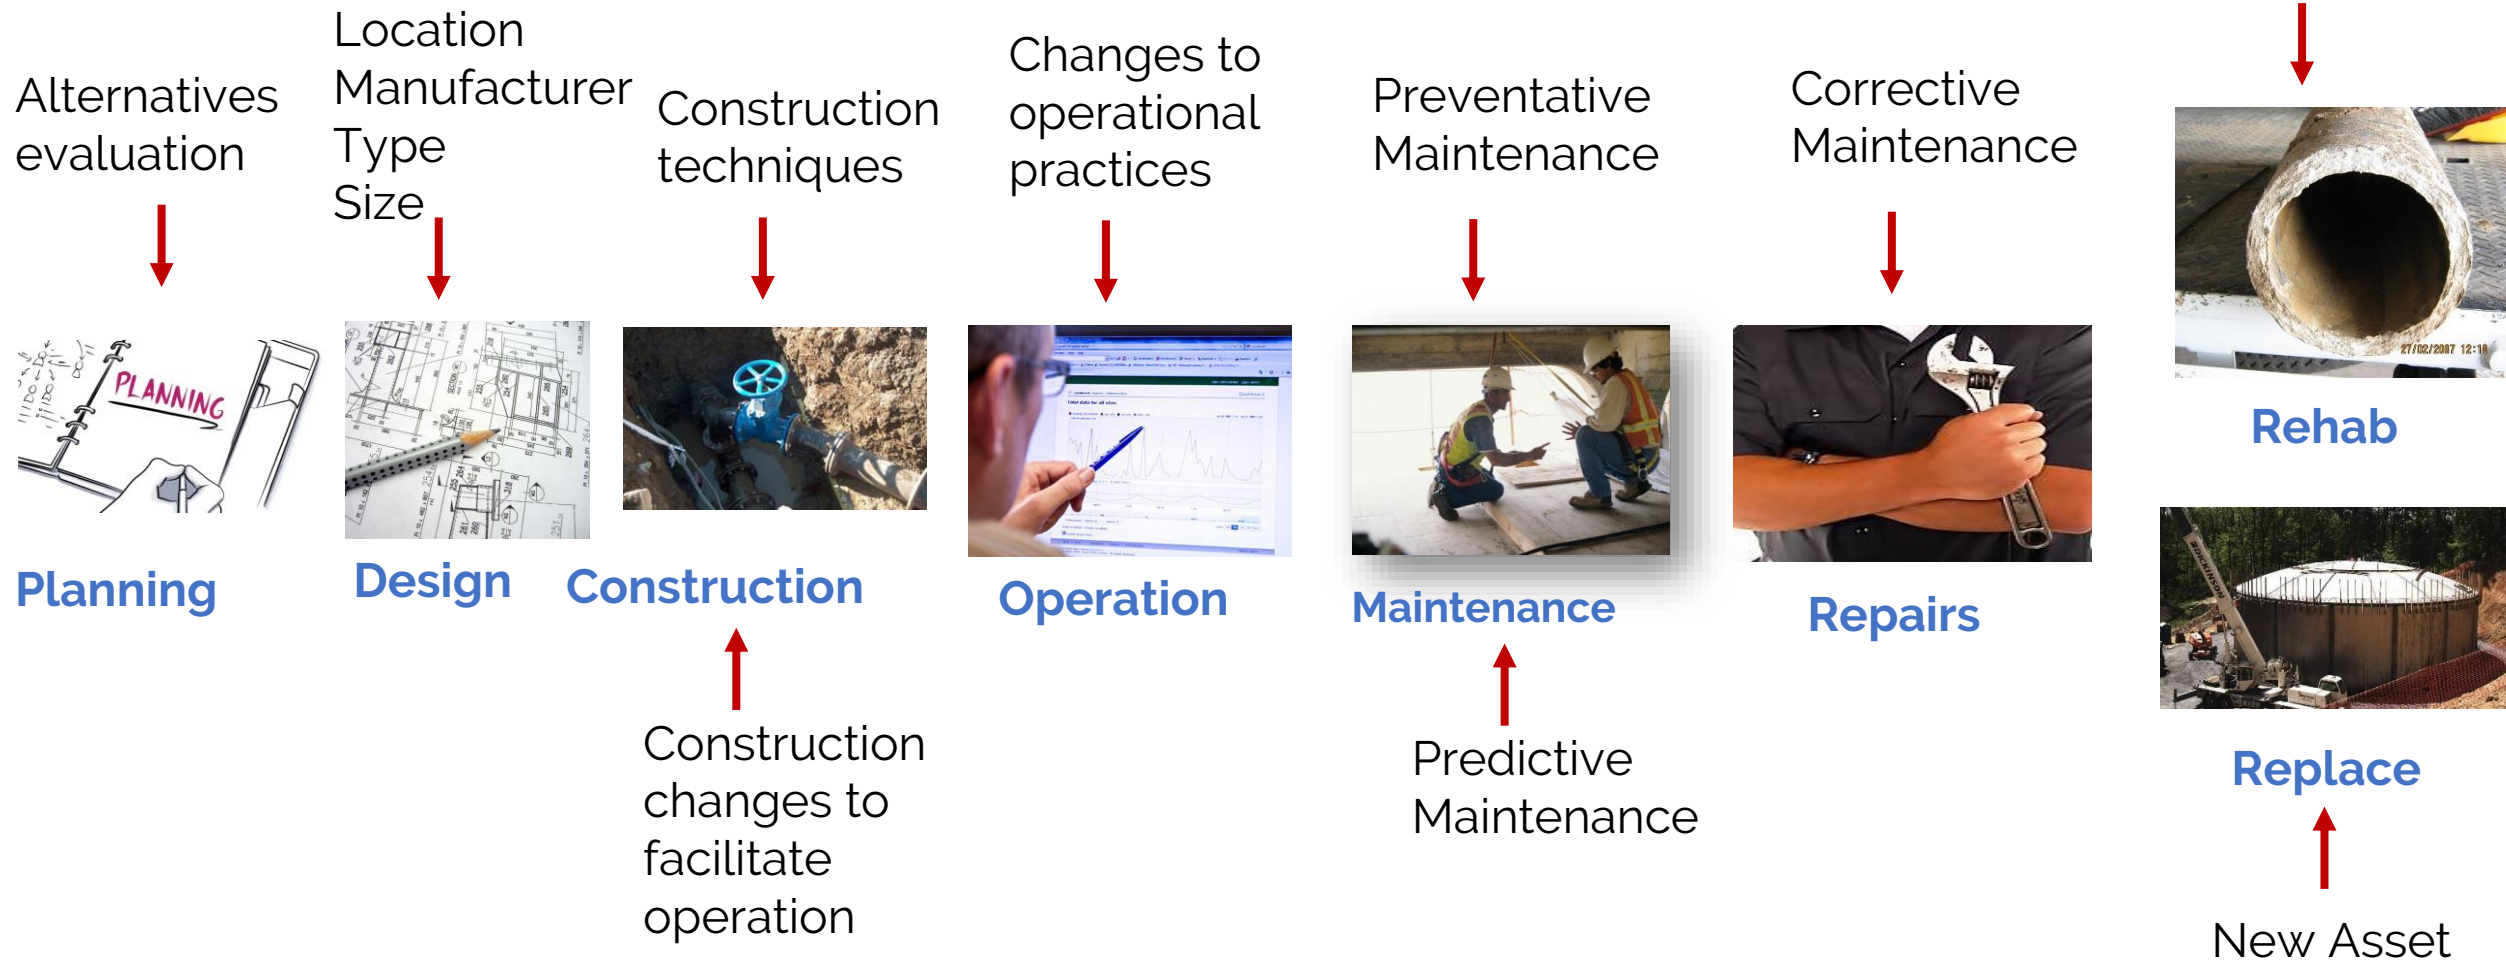 Alternatives
evaluation
Location
Manufacturer
Type
Size
Construction
techniques
Changes to
operational
practices
Preventative
Maintenance
Corrective
Maintenance
PLANNING
27/02/2007 12:10
Rehab
Planning
Design
Construction
Operation
Maintenance
Repairs
Construction
changes to
facilitate
operation
Predictive
Maintenance
Replace
New Asset